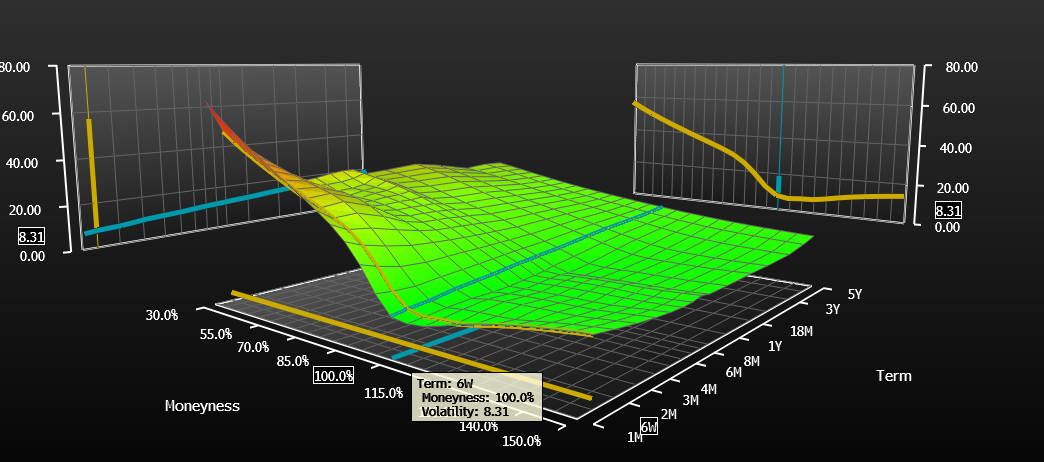 80.00
60.00
40.00
20.00
8.31
0.00
80.00
60.00
40.00
20.00
8.31
0.00
30.0%
55.0%
70.0%
85.0%
100.0%
115.0%
140.0%
150.0%
Moneyness
Term: 6W
Moneyness: 100.0%
Volatility: 8.31
1M
6W
2M
3M
4M
6M
8M
1Y
18M
3Y
5Y
Term